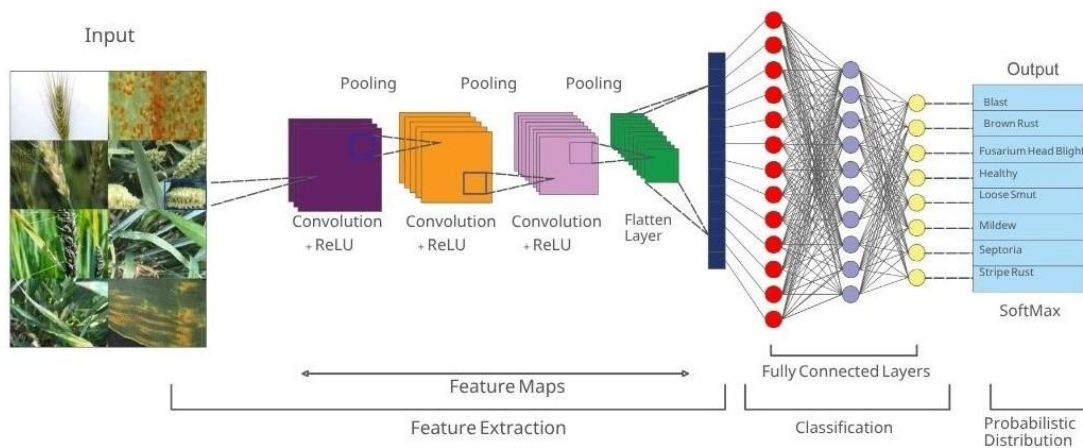 Input
Pooling
Pooling
Pooling
Convolution
+ ReLU
Convolution
+ ReLU
Convolution
+ ReLU
Flatten
Layer
Output
Blast
Brown Rust
Fusarium Head Blight
Healthy
Loose Smut
Mildew
Septoria
Stripe Rust
SoftMax
Fully Connected Layers
Feature Maps
Feature Extraction
Classification
Probabilistic
Distribution